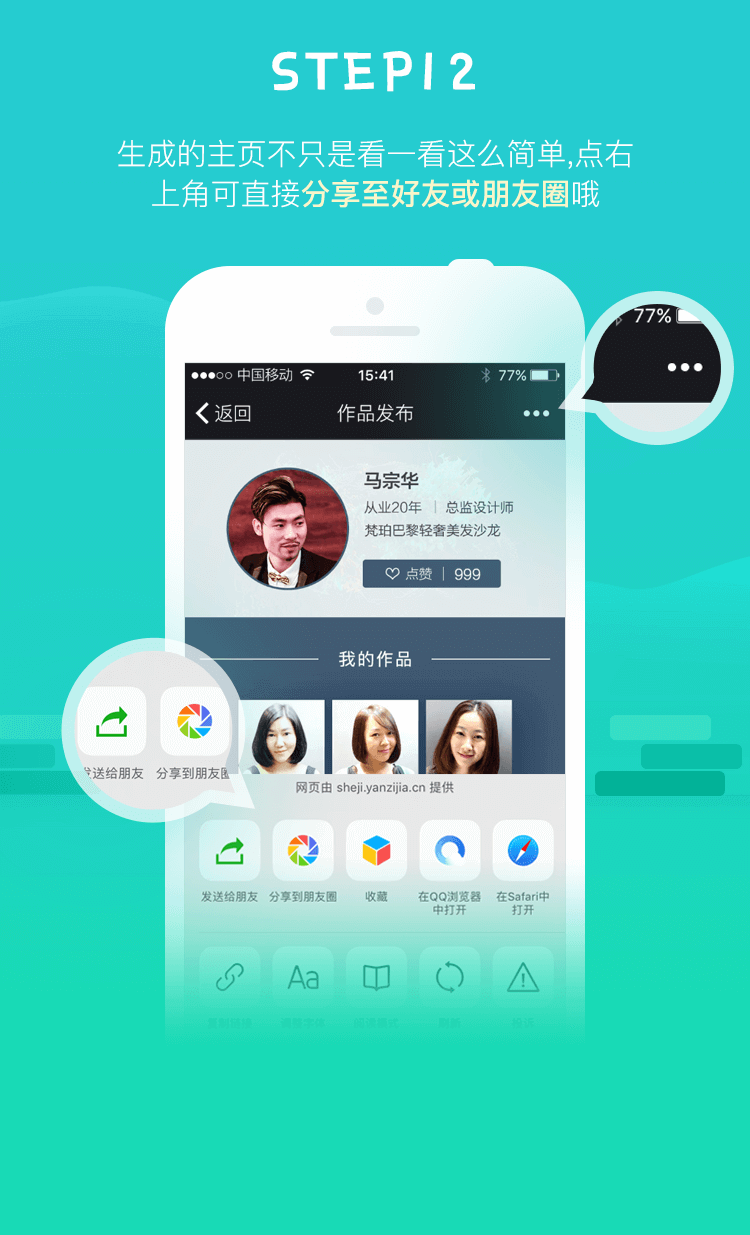 STEP12
生成的主页不只是看一看这么简单,点右
上角可直接分享至好友或朋友圈哦
77%
中国移动 15:41 77%
返回 作品发布
马宗华
从业20年 | 总监设计师
梵珀巴黎轻奢美发沙龙
点赞 | 999
我的作品
发送给朋友 分享到朋友圈
网页由 sheji.yanzijia.cn 提供
发送给朋友 分享到朋友圈 收藏 在QQ浏览器 在Safari中
中打开 打开
Aa